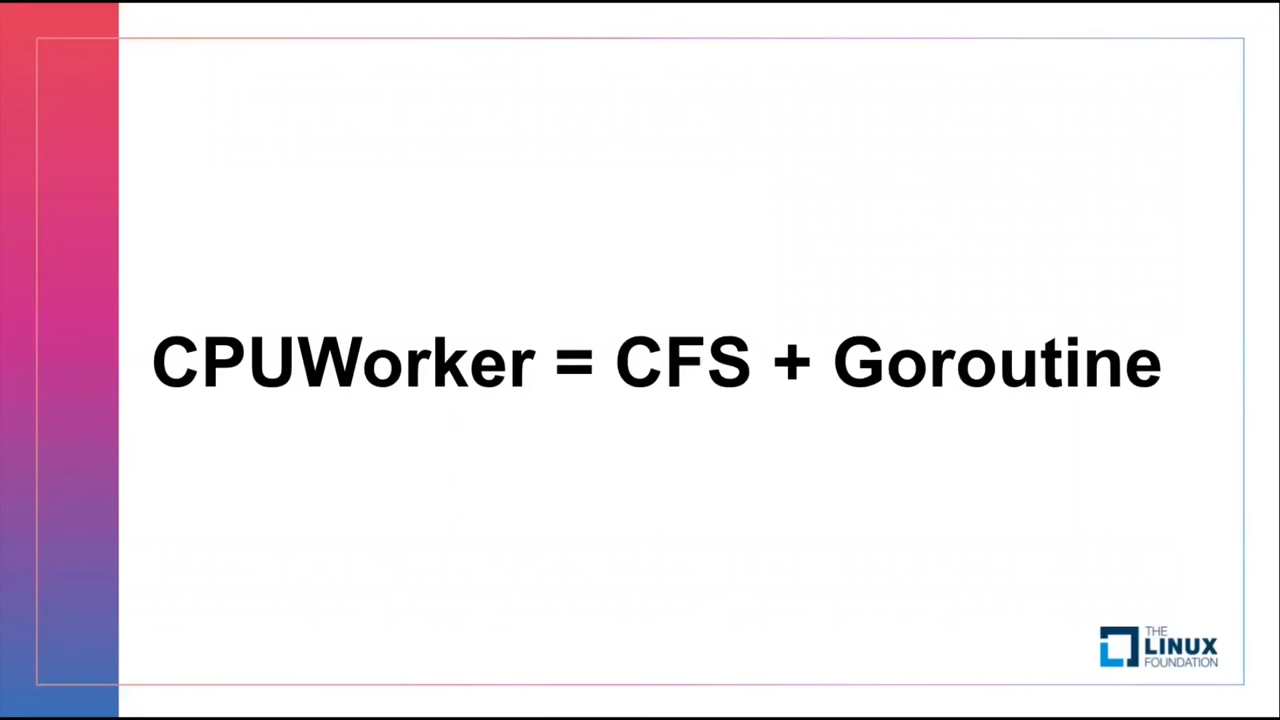 CPUWorker = CFS + Goroutine
THE
LINUX
FOUNDATION